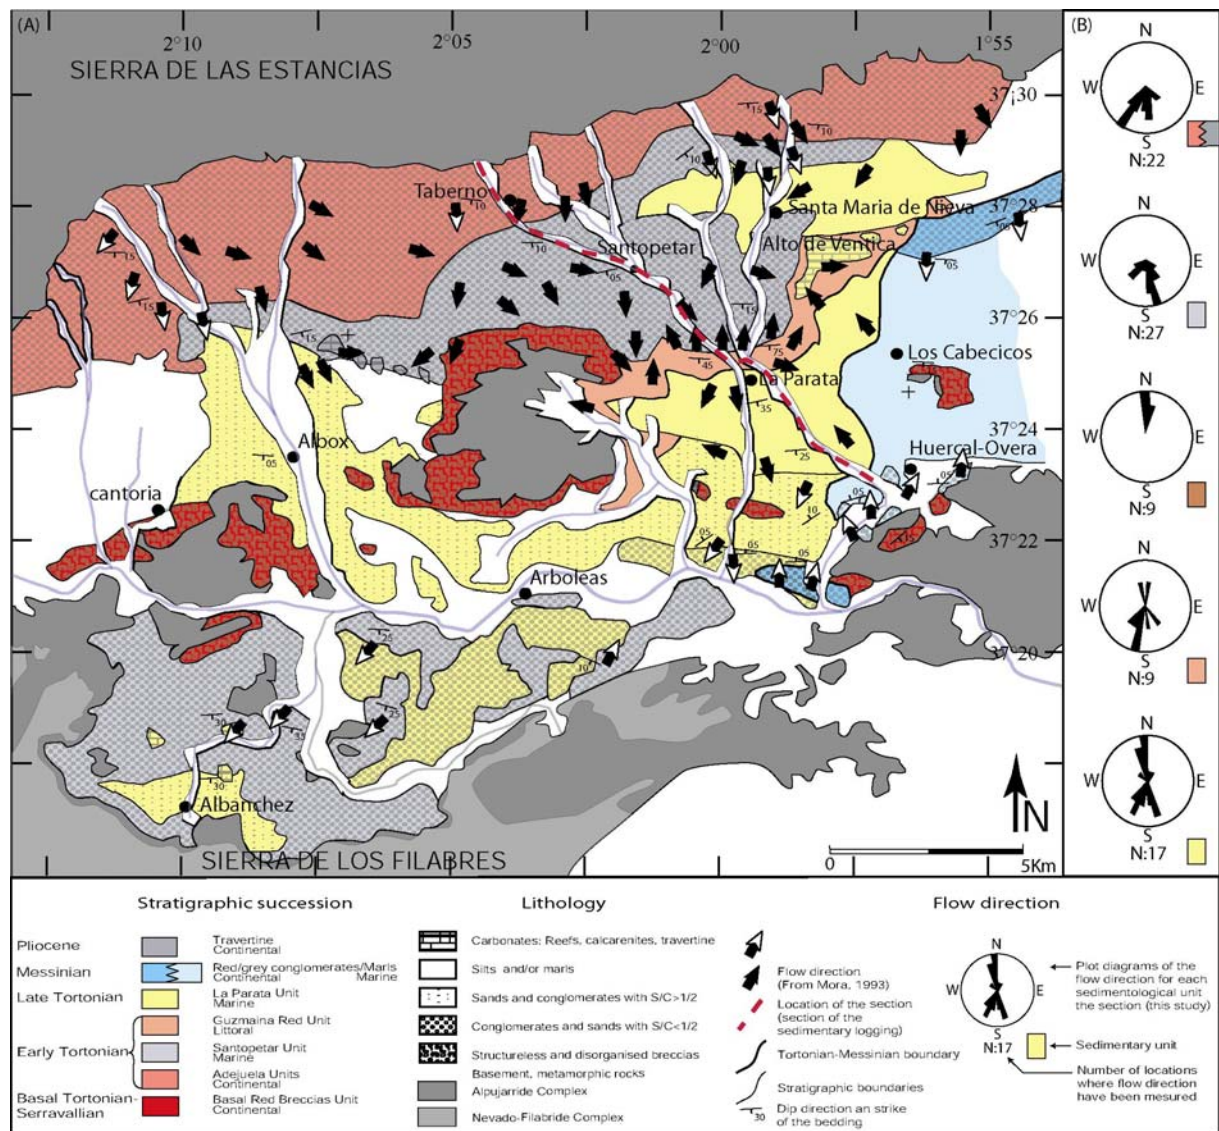 (A)
2°10
2°05
2°00
1°55
(B)
SIERRA DE LAS ESTANCIAS
37¡30
Taberno
Santa Maria de Nieva
37°28
Santopetar
Alto de Ventica
37°26
Los Cabecicos
La Parata
37°24
Albox
Huercal-Overa
cantoria
37°22
Arboleas
37°20
Albanchez
SIERRA DE LOS FILABRES
N
0
5Km
N
W
E
S
N:22
N
W
E
S
N:27
N
S
N:9
N
W
E
S
N:9
N
W
E
S
N:17
Stratigraphic succession
Pliocene
Travertine
Continental
Messinian
Red/grey conglomerates/Marls
Continental Marine
Late Tortonian
La Parata Unit
Marine
Early Tortonian
Guzmaina Red Unit
Littoral
Santopetar Unit
Marine
Adejuela Units
Continental
Basal Tortonian-
Serravallian
Basal Red Breccias Unit
Continental
Lithology
Carbonates: Reefs, calcarenites, travertine
Silts and/or marls
Sands and conglomerates with S/C>1/2
Conglomerates and sands with S/C<1/2
Structureless and disorganised breccias
Basement, metamorphic rocks
Alpujarride Complex
Nevado-Filabride Complex
Flow direction
Flow direction
(From Mora, 1993)
Location of the section
(section of the
sedimentary logging)
Tortonian-Messinian boundary
Stratigraphic boundaries
30
Dip direction an strike
of the bedding
N
W
E
S
N:17
Plot diagrams of the
flow direction for each
sedimentological unit
the section (this study)
Sedimentary unit
Number of locations
where flow direction
have been mesured